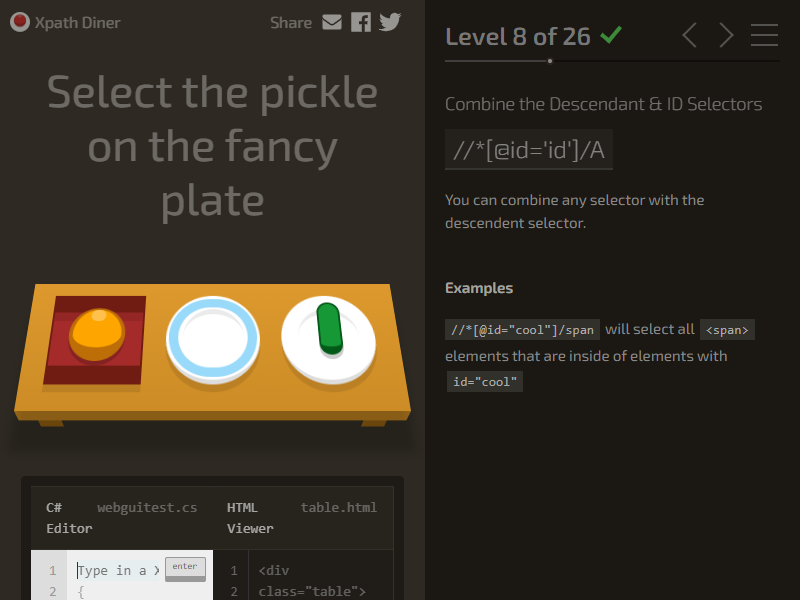 Xpath Diner
Share
Select the pickle
on the fancy
plate
C#
Editor
webguitest.cs
HTML
Viewer
table.html
1
Type in a X
enter
2
{
1
<div
2
class="table">
Level 8 of 26
Combine the Descendant & ID Selectors
//*[@id='id']/A
You can combine any selector with the
descendent selector.
Examples
//*[@id="cool"]/span will select all <span>
elements that are inside of elements with
id="cool"